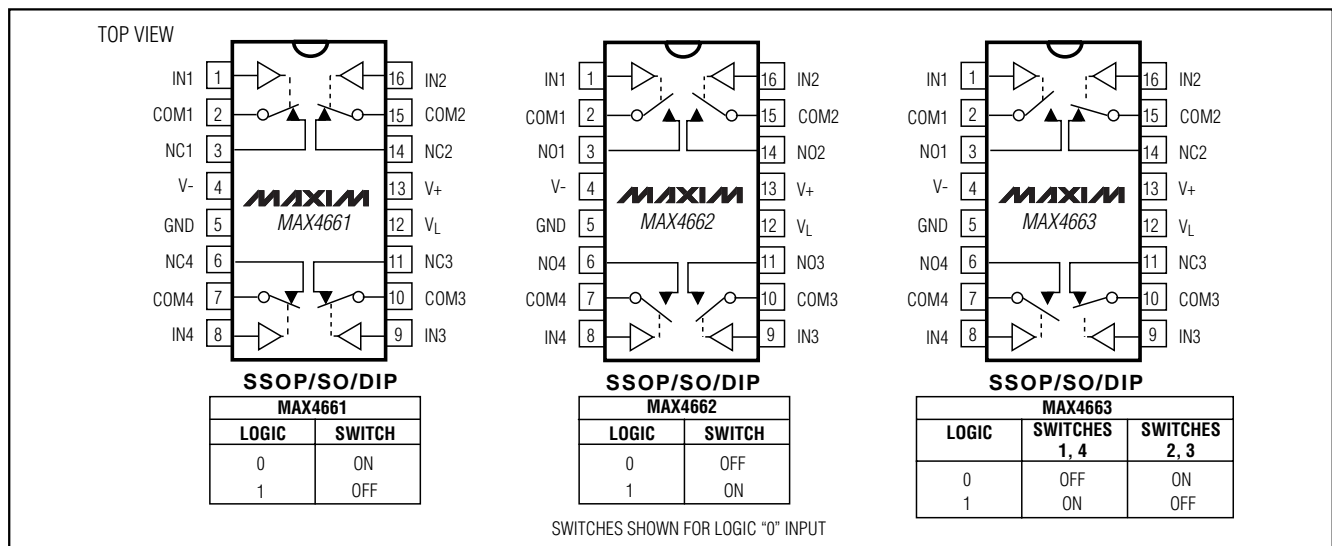 TOP VIEW
IN1 1 16 IN2
COM1 2 15 COM2
NC1 3 14 NC2
V- 4 13 V+
MAXIM
GND 5 MAX4661 12 VL
NC4 6 11 NC3
COM4 7 10 COM3
IN4 8 9 IN3
SSOP/SO/DIP
MAX4661
LOGIC SWITCH
0 ON
1 OFF
IN1 1 16 IN2
COM1 2 15 COM2
NO1 3 14 NO2
V- 4 13 V+
MAXIM
GND 5 MAX4662 12 VL
NO4 6 11 NO3
COM4 7 10 COM3
IN4 8 9 IN3
SSOP/SO/DIP
MAX4662
LOGIC SWITCH
0 OFF
1 ON
IN1 1 16 IN2
COM1 2 15 COM2
NO1 3 14 NC2
V- 4 13 V+
MAXIM
GND 5 MAX4663 12 VL
NO4 6 11 NC3
COM4 7 10 COM3
IN4 8 9 IN3
SSOP/SO/DIP
MAX4663
LOGIC SWITCHES 1, 4 SWITCHES 2, 3
0 OFF ON
1 ON OFF
SWITCHES SHOWN FOR LOGIC “0” INPUT